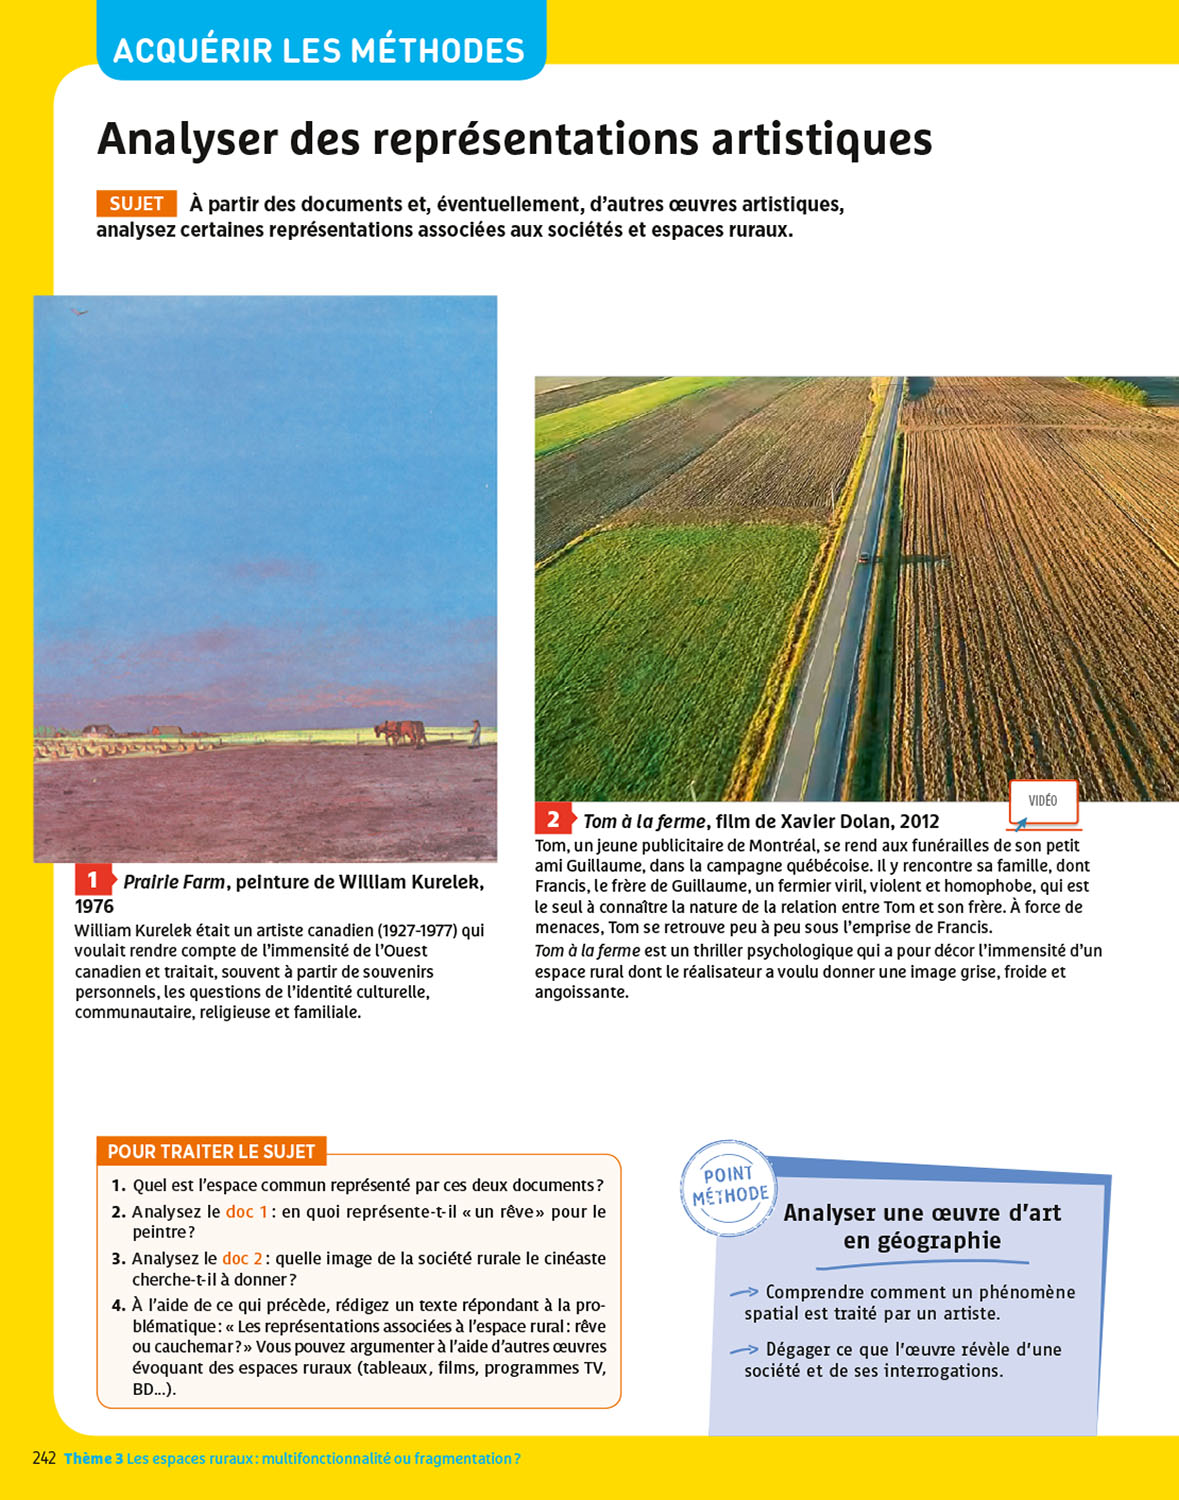 ACQUÉRIR LES MÉTHODES
Analyser des représentations artistiques
SUJET À partir des documents et, éventuellement, d’autres œuvres artistiques,
analysez certaines représentations associées aux sociétés et espaces ruraux.
1 Prairie Farm, peinture de William Kurelek,
1976
William Kurelek était un artiste canadien (1927-1977) qui
voulait rendre compte de l’immensité de l’Ouest
canadien et traitait, souvent à partir de souvenirs
personnels, les questions de l’identité culturelle,
communautaire, religieuse et familiale.
VIDÉO
2 Tom à la ferme, film de Xavier Dolan, 2012
Tom, un jeune publicitaire de Montréal, se rend aux funérailles de son petit
ami Guillaume, dans la campagne québécoise. Il y rencontre sa famille, dont
Francis, le frère de Guillaume, un fermier viril, violent et homophobe, qui est
le seul à connaître la nature de la relation entre Tom et son frère. À force de
menaces, Tom se retrouve peu à peu sous l’emprise de Francis.
Tom à la ferme est un thriller psychologique qui a pour décor l’immensité d’un
espace rural dont le réalisateur a voulu donner une image grise, froide et
angoissante.
POUR TRAITER LE SUJET
1. Quel est l’espace commun représenté par ces deux documents ?
2. Analysez le doc 1 : en quoi représente-t-il « un rêve » pour le
peintre ?
3. Analysez le doc 2 : quelle image de la société rurale le cinéaste
cherche-t-il à donner ?
4. À l’aide de ce qui précède, rédigez un texte répondant à la pro-
blématique : « Les représentations associées à l’espace rural : rêve
ou cauchemar ? » Vous pouvez argumenter à l’aide d’autres œuvres
évoquant des espaces ruraux (tableaux, films, programmes TV,
BD...).
POINT
MÉTHODE
Analyser une œuvre d’art
en géographie
Comprendre comment un phénomène
spatial est traité par un artiste.
Dégager ce que l’œuvre révèle d’une
société et de ses interrogations.
242 Thème 3 Les espaces ruraux : multifonctionnalité ou fragmentation ?